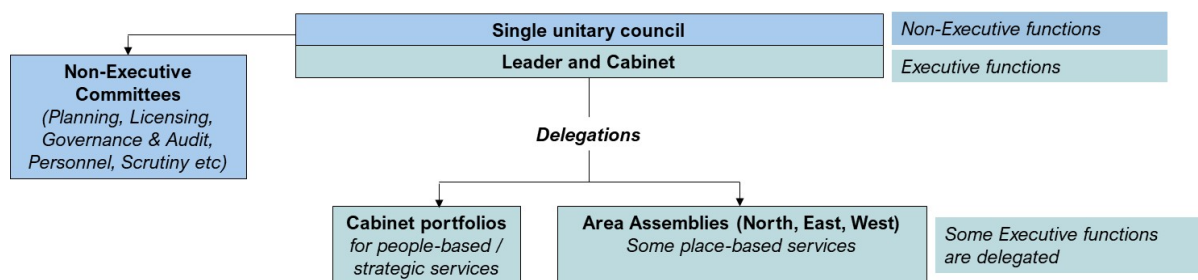 Single unitary council
Non-Executive functions
Leader and Cabinet
Executive functions
Non-Executive
Committees
(Planning, Licensing,
Governance & Audit,
Personnel, Scrutiny etc)
Delegations
Cabinet portfolios
for people-based /
strategic services
Area Assemblies (North, East, West)
Some place-based services
Some Executive functions
are delegated